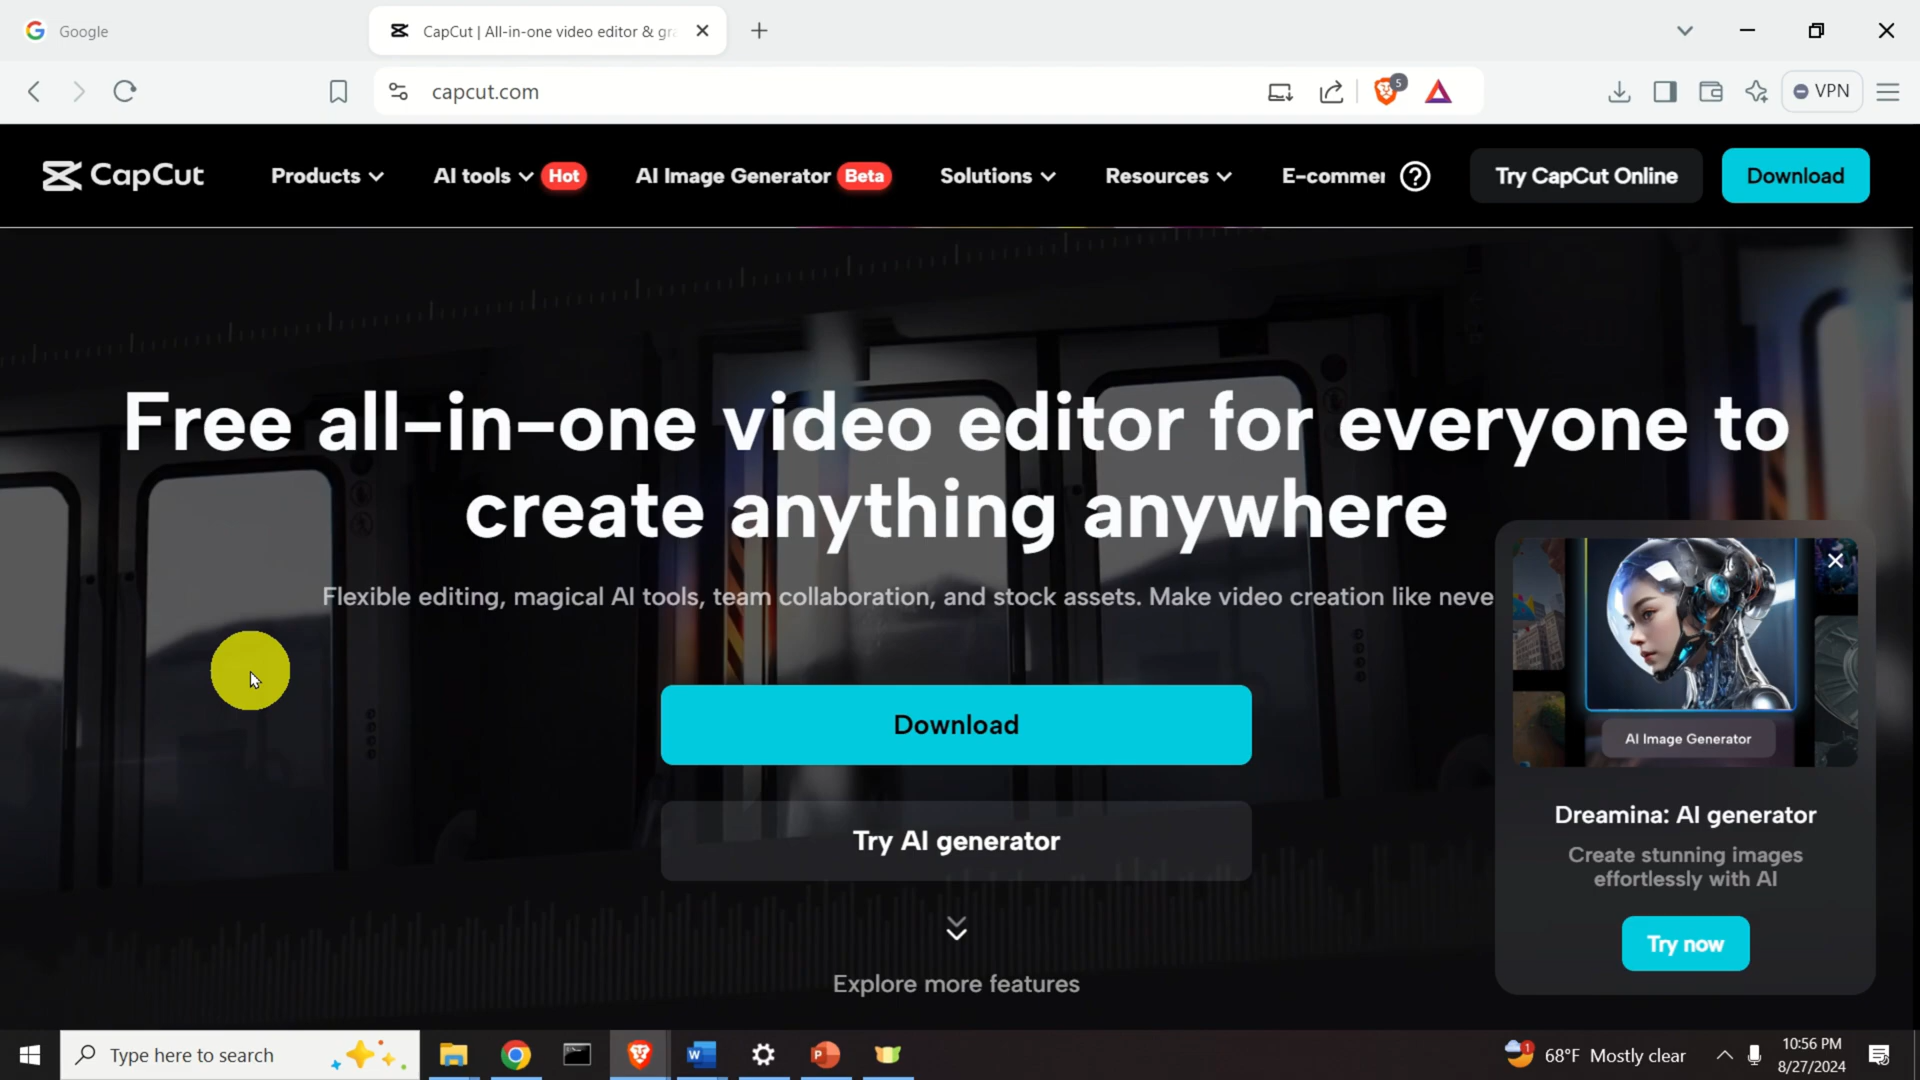 Google
CapCut | All-in-one video editor & gra
capcut.com
5
VPN
CapCut
Products
AI tools
Hot
AI Image Generator
Beta
Solutions
Resources
E-commer
?
Try CapCut Online
Download
Free all-in-one video editor for everyone to
create anything anywhere
Flexible editing, magical AI tools, team collaboration, and stock assets. Make video creation like neve
Download
Try AI generator
Explore more features
AI Image Generator
Dreamina: AI generator
Create stunning images
effortlessly with AI
Try now
Type here to search
1
68°F Mostly clear
10:56 PM
8/27/2024